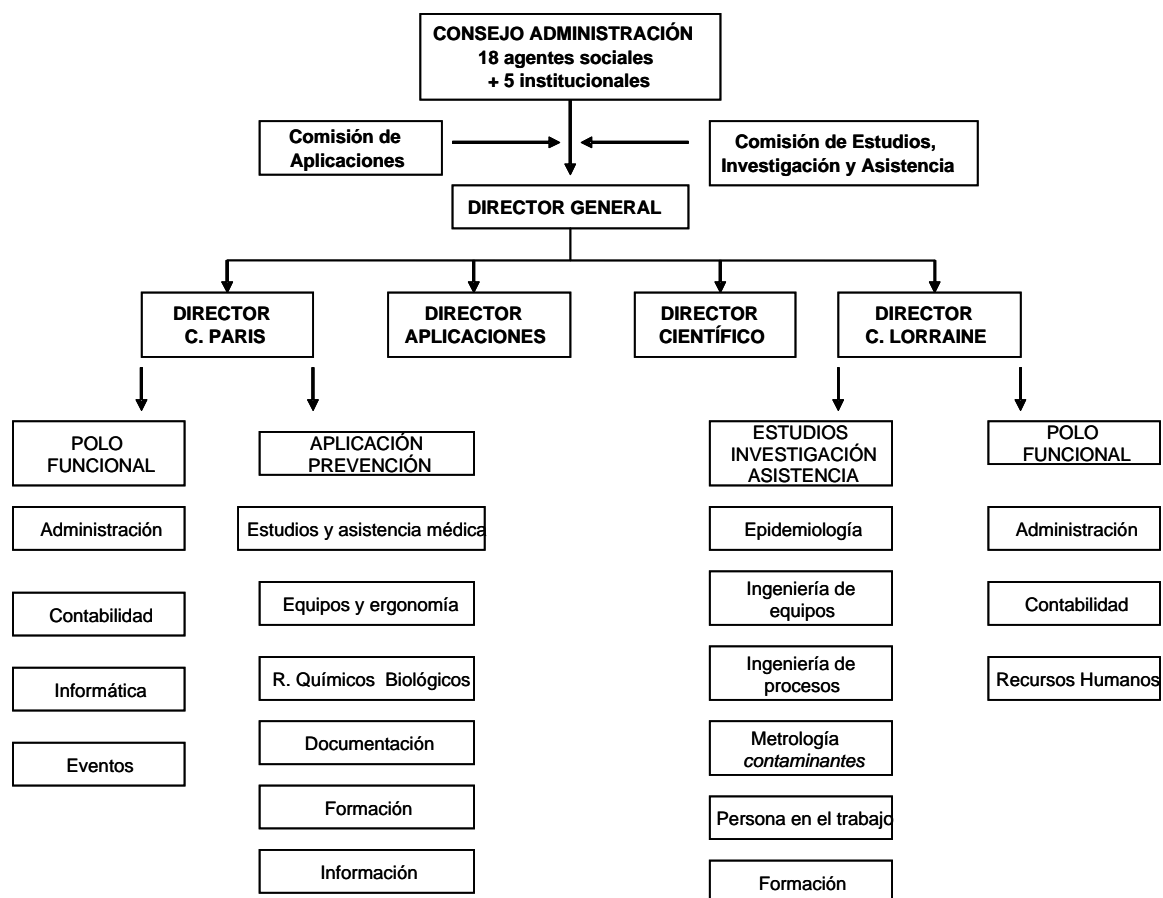 CONSEJO ADMINISTRACIÓN
18 agentes sociales
+ 5 institucionales
Comisión de
Aplicaciones
Comisión de Estudios,
Investigación y Asistencia
DIRECTOR GENERAL
DIRECTOR
C. PARIS
DIRECTOR
APLICACIONES
DIRECTOR
CIENTÍFICO
DIRECTOR
C. LORRAINE
POLO
FUNCIONAL
Administración
Contabilidad
Informática
Eventos
APLICACIÓN
PREVENCIÓN
Estudios y asistencia médica
Equipos y ergonomía
R. Químicos Biológicos
Documentación
Formación
Información
ESTUDIOS
INVESTIGACIÓN
ASISTENCIA
Epidemiología
Ingeniería de
equipos
Ingeniería de
procesos
Metrología
contaminantes
Persona en el trabajo
Formación
POLO
FUNCIONAL
Administración
Contabilidad
Recursos Humanos